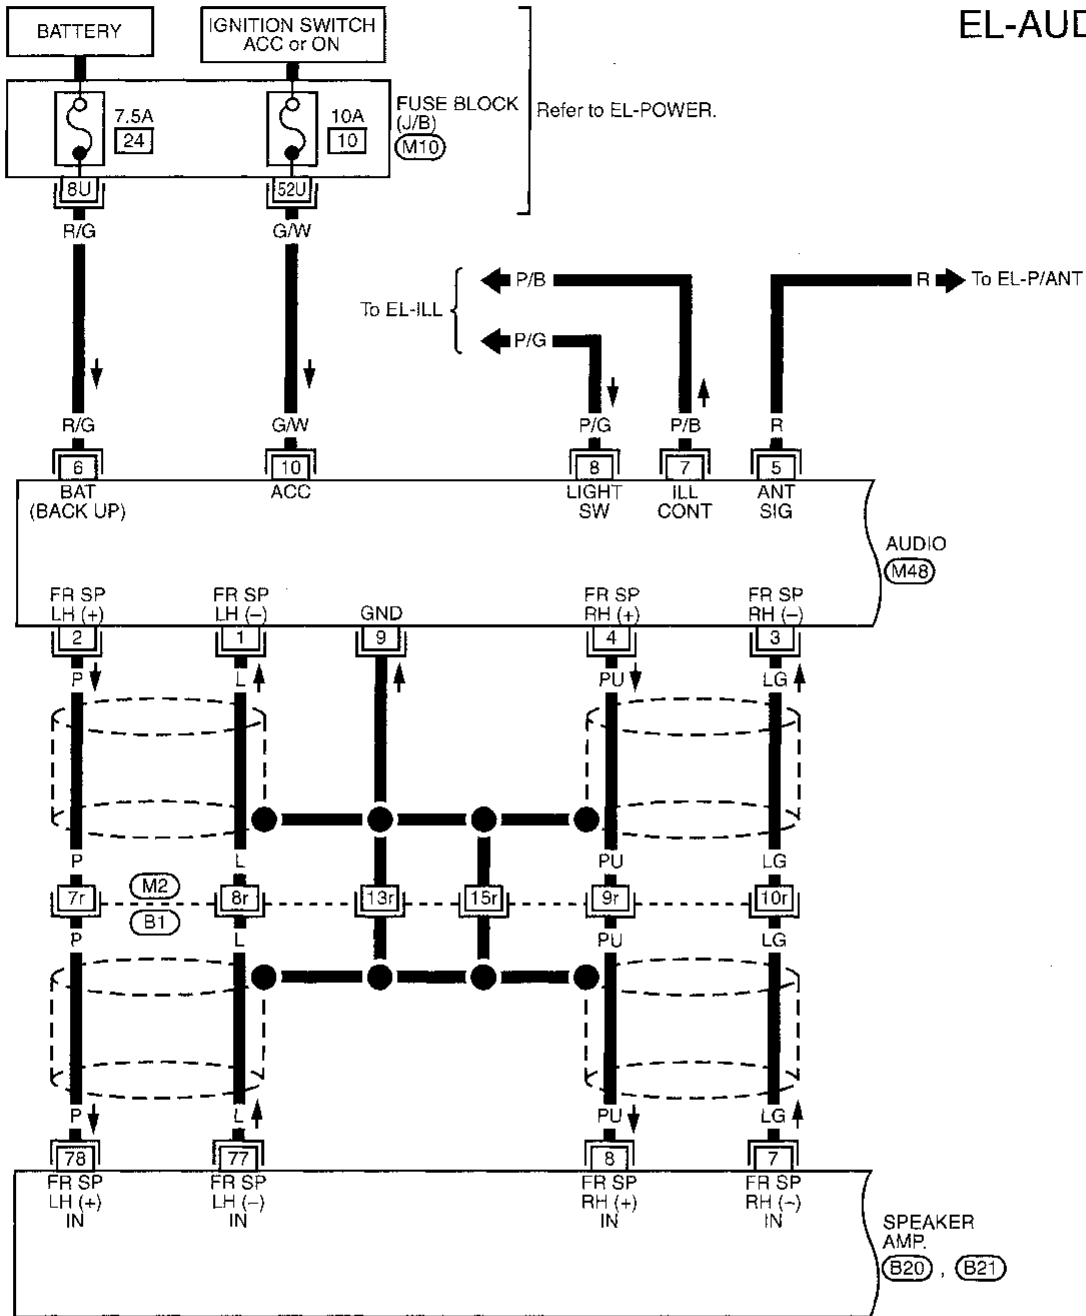 EL-AUD
BATTERY
IGNITION SWITCH
ACC or ON
7.5A
24
10A
10
FUSE BLOCK
(J/B)
M10
Refer to EL-POWER.
8U
52U
R/G
G/W
To EL-ILL
P/B
P/G
R
To EL-P/ANT
R/G
G/W
P/G
P/B
R
6
10
8
7
5
BAT
(BACK UP)
ACC
LIGHT
SW
ILL
CONT
ANT
SIG
AUDIO
M48
FR SP
LH (+)
FR SP
LH (–)
GND
FR SP
RH (+)
FR SP
RH (–)
2
1
9
4
3
P
L
PU
LG
P
L
PU
LG
7r
M2
B1
8r
13r
15r
9r
10r
P
L
PU
LG
P
L
PU
LG
78
77
8
7
FR SP
LH (+)
IN
FR SP
LH (–)
IN
FR SP
RH (+)
IN
FR SP
RH (–)
IN
SPEAKER
AMP.
B20 , B21